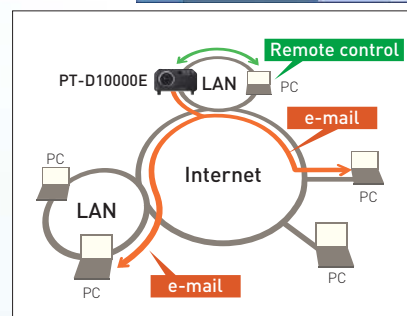 Remote control
PT-D10000E
LAN
PC
e-mail
PC
Internet
PC
LAN
PC
PC
e-mail